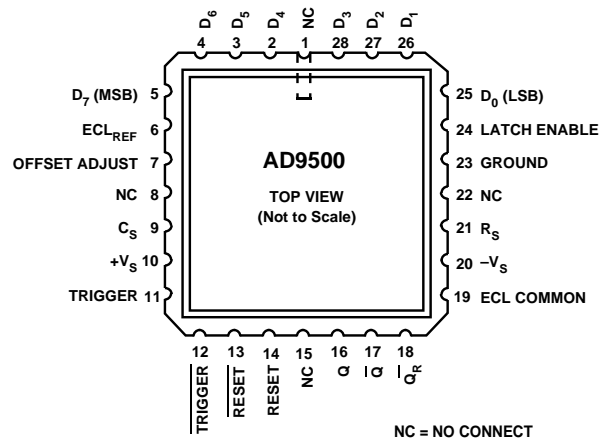 D6 D5 D4 NC D3 D2 D1
4 3 2 1 28 27 26
D7 (MSB) 5
ECLREF 6
OFFSET ADJUST 7
NC 8
CS 9
+VS 10
TRIGGER 11
AD9500
TOP VIEW
(Not to Scale)
25 D0 (LSB)
24 LATCH ENABLE
23 GROUND
22 NC
21 RS
20 –VS
19 ECL COMMON
12 13 14 15 16 17 18
T̅R̅I̅G̅G̅E̅R̅ R̅E̅S̅E̅T̅ RESET NC Q Q̅ Q̅R
NC = NO CONNECT